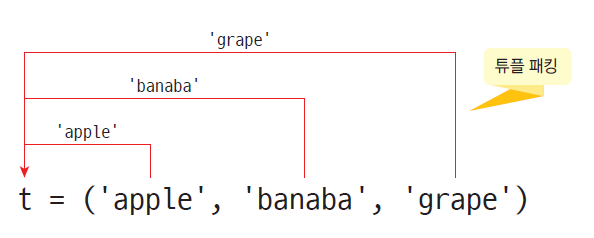 'grape'
튜플 패킹
'banaba'
'apple'
t = ('apple', 'banaba', 'grape')